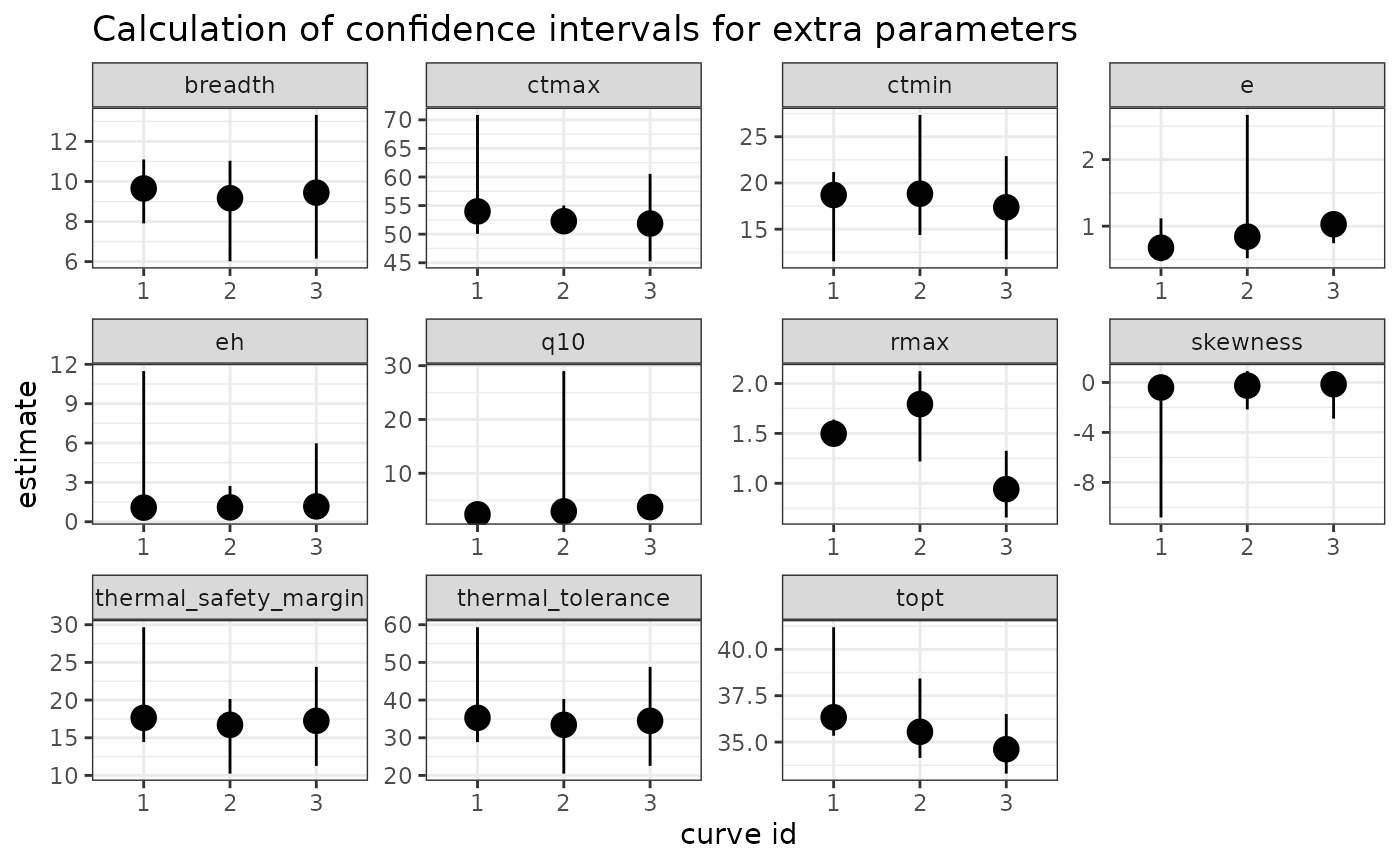 Calculation of confidence intervals for extra parameters
breadth
ctmax
ctmin
e
12
10
8
6
70
65
60
55
50
45
25
20
15
2
1
1 2 3
1 2 3
1 2 3
1 2 3
eh
q10
rmax
skewness
12
9
6
3
0
30
20
10
2.0
1.5
1.0
0
-4
-8
1 2 3
1 2 3
1 2 3
1 2 3
thermal_safety_margin
thermal_tolerance
topt
30
25
20
15
10
60
50
40
30
20
40.0
37.5
35.0
1 2 3
1 2 3
1 2 3
estimate
curve id